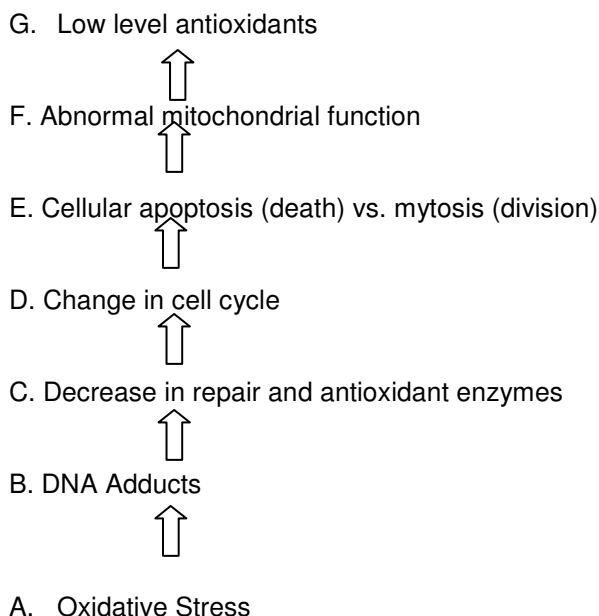 G. Low level antioxidants
F. Abnormal mitochondrial function
E. Cellular apoptosis (death) vs. mytosis (division)
D. Change in cell cycle
C. Decrease in repair and antioxidant enzymes
B. DNA Adducts
A. Oxidative Stress